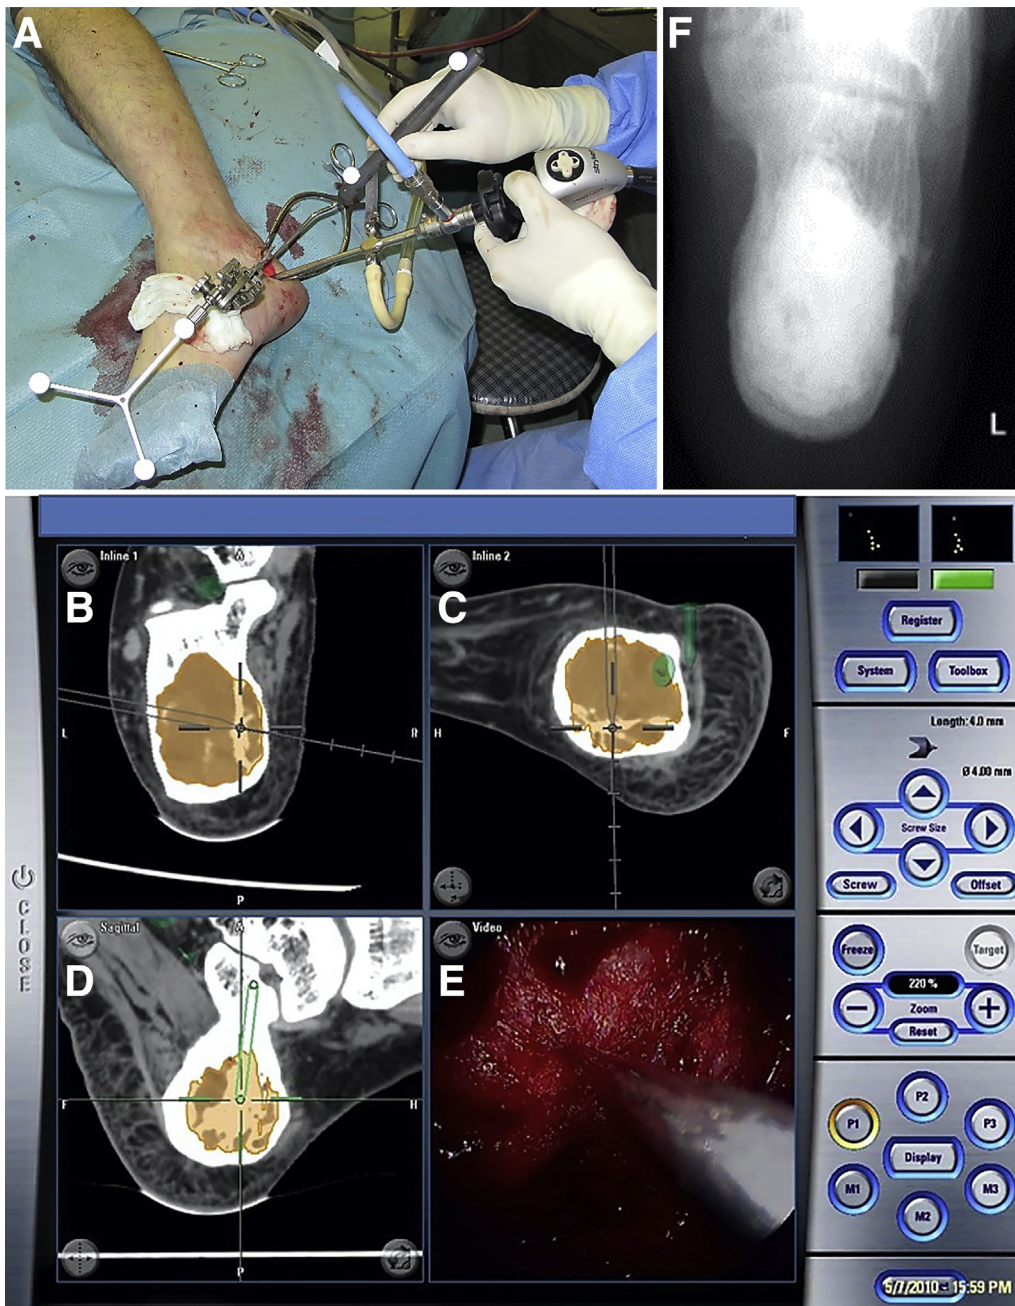 A
Stryker
F
L
Inline 1
A
B
L
R
P
Inline 2
C
H
F
Register
System
Toolbox
Length:4.0 mm
Ø 4.00 mm
Screw Size
Screw
Offset
CLOSE
Sagittal
A
D
F
H
P
Video
E
Freeze
Target
220 %
Zoom
Reset
P2
P1
P3
Display
M1
M3
M2
5/7/2010 - 15:59 PM